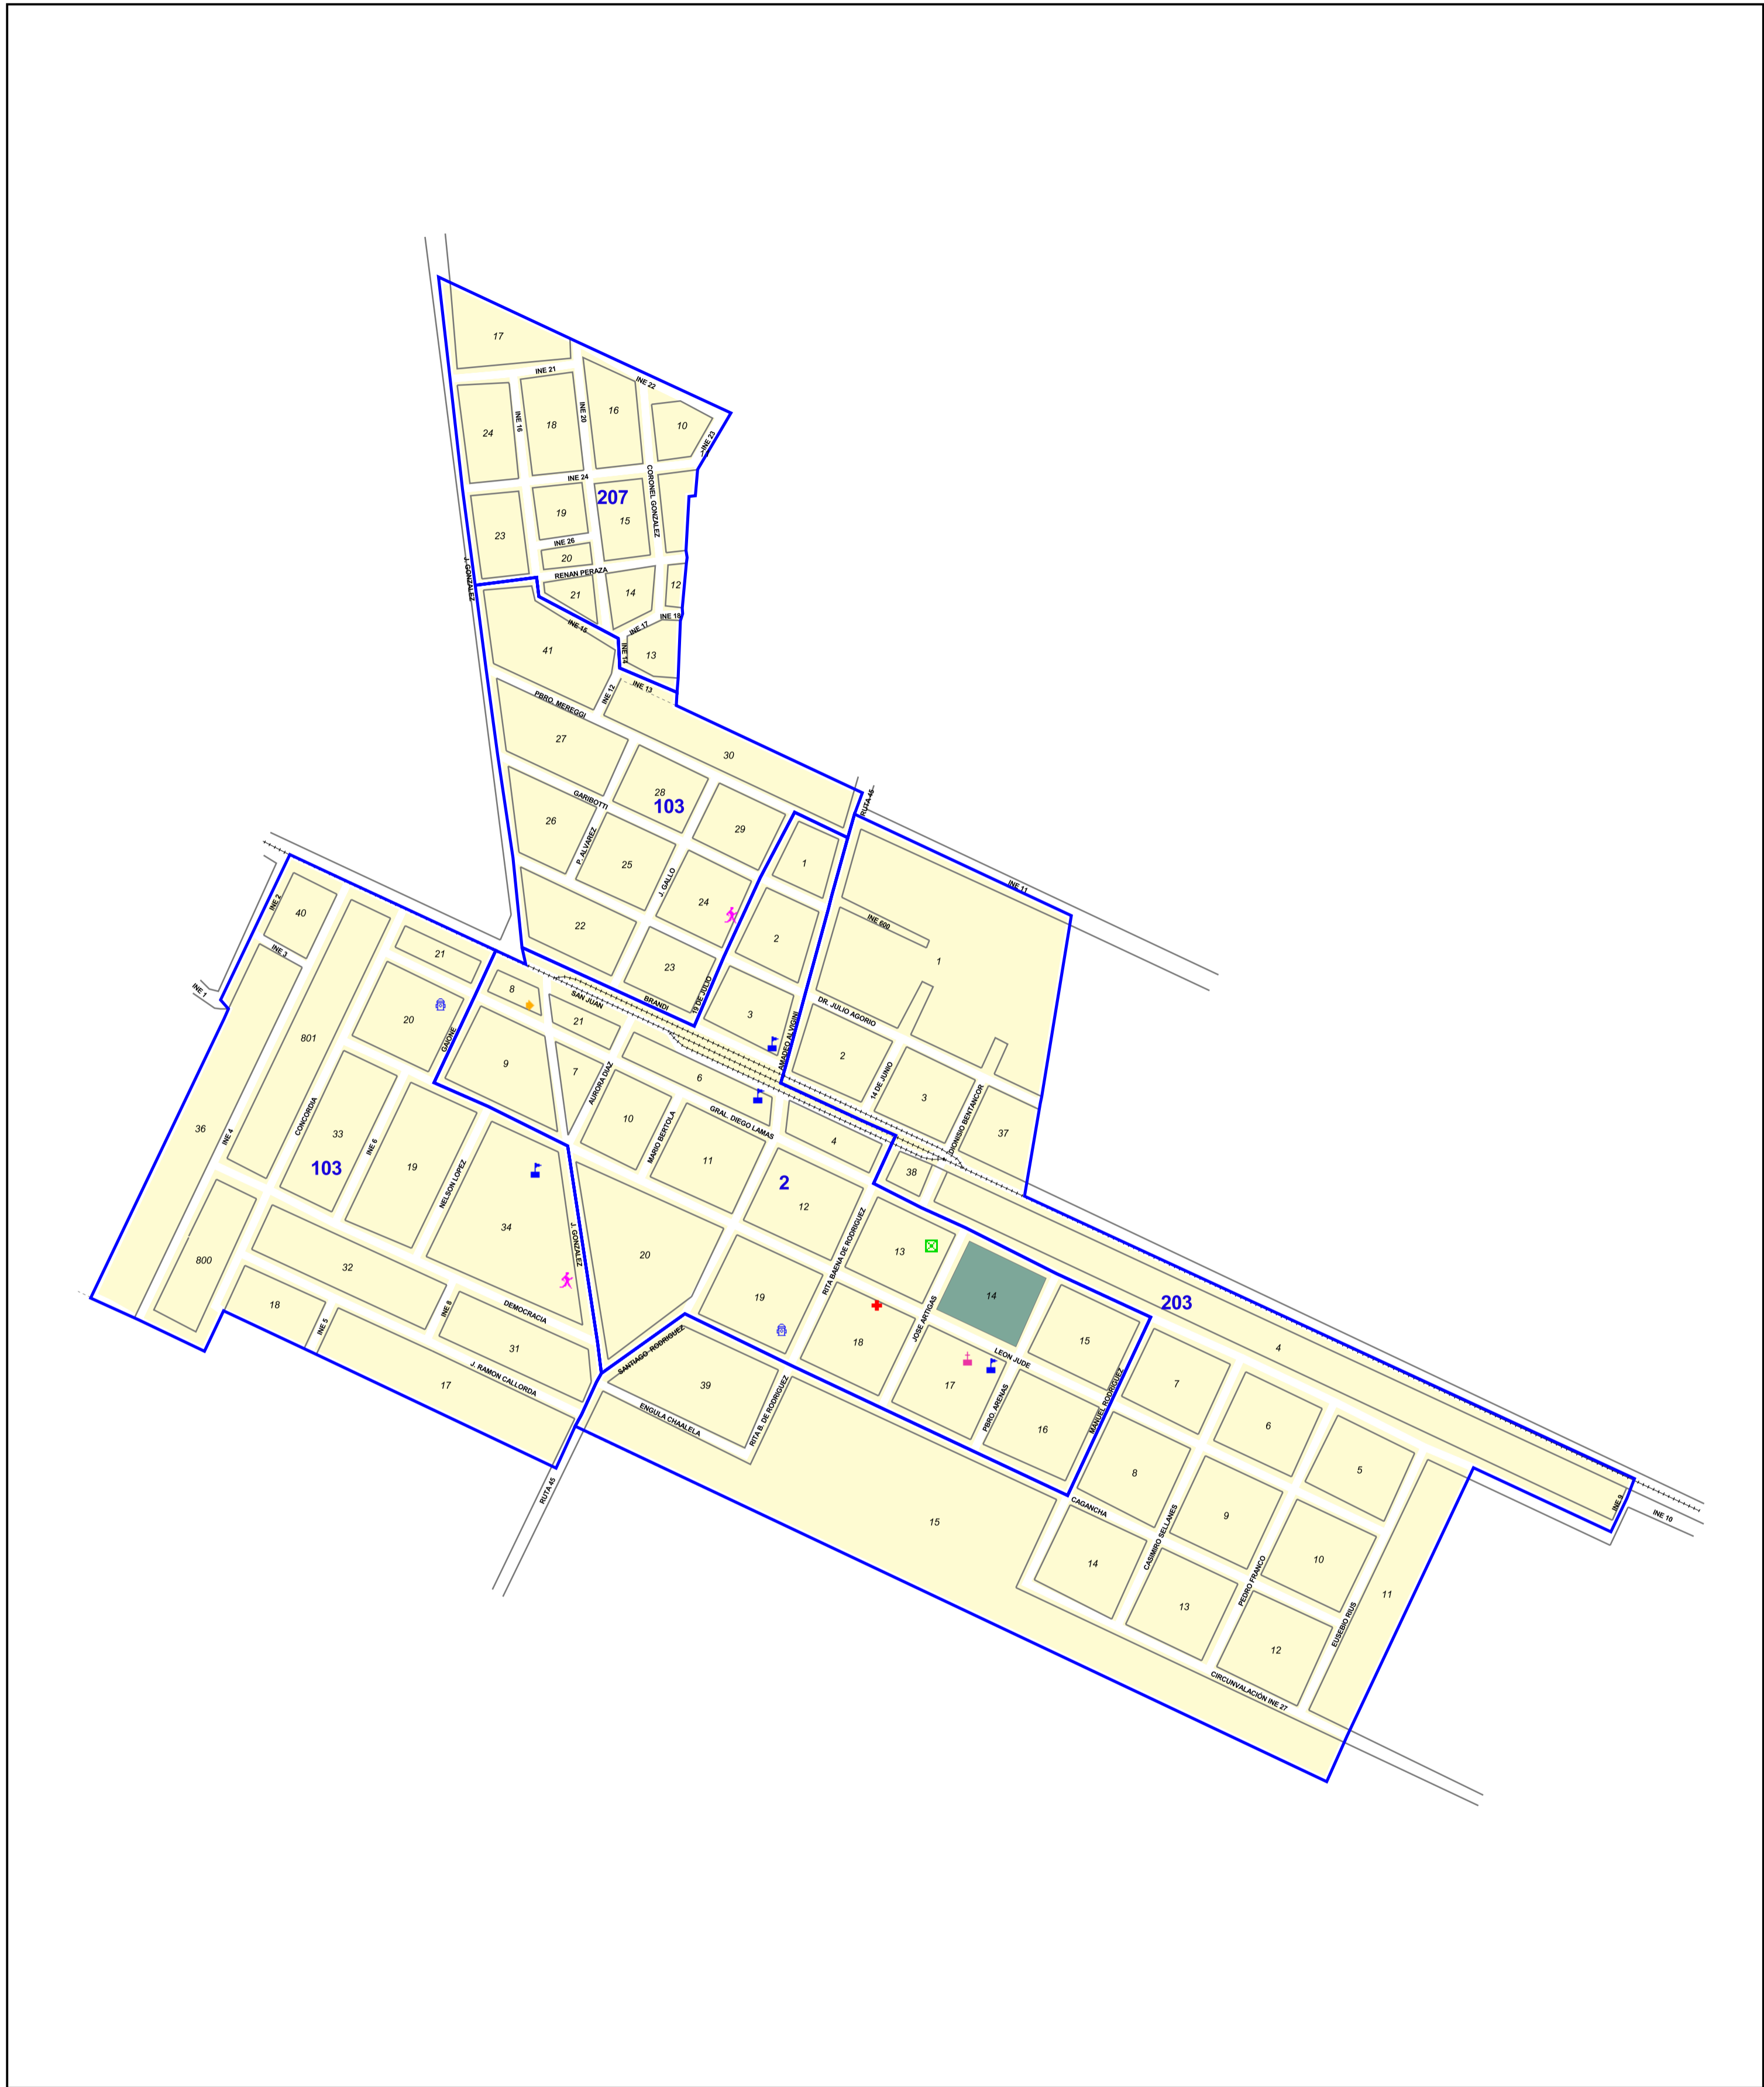 17
INE 21
INE 22
16
18
24
INE 16
INE 20
10
INE 23
INE 24
CORONEL GONZALEZ
207
19
15
23
INE 26
20
RENAN PERAZA
12
J. GONZALEZ
21
14
INE 18
INE 17
INE 15
INE 14
13
41
INE 13
INE 12
PBRO. MEREGGI
27
30
28
GARIBOTTI
103
RUTA 45
26
29
P. ALVAREZ
25
1
J. GALLO
INE 11
24
INE 2
40
22
INE 600
2
INE 3
21
23
1
INE 1
8
SAN JUAN
BRANDI
19 DE JULIO
20
21
3
DR. JULIO AGORIO
801
GAIONE
AMADEO ALVIGINI
9
7
AURORA DIAZ
6
2
14 DE JUNIO
3
DIONISIO BENTANCOR
CONCORDIA
10
MARIO BERTOLA
GRAL. DIEGO LAMAS
4
37
36
INE 4
33
INE 6
11
103
19
NELSON LOPEZ
2
38
12
34
J. GONZALEZ
20
RITA BAENA DE RODRIGUEZ
13
800
32
19
14
203
18
INE 5
INE 8
DEMOCRACIA
JOSE ARTIGAS
31
SANTIAGO RODRIGUEZ
18
LEON JUDE
15
4
J. RAMON CALLORDA
17
39
17
PBRO. ARENAS
MANUEL RODRIGUEZ
7
ENGULA CHAALELA
RITA B. DE RODRIGUEZ
16
6
5
RUTA 45
8
CAGANCHA
INE 9
INE 10
15
CASIMIRO SELLANES
9
14
10
PEDRO FRANCO
11
13
EUSEBIO RIUS
12
CIRCUNVALACIÓN INE 27